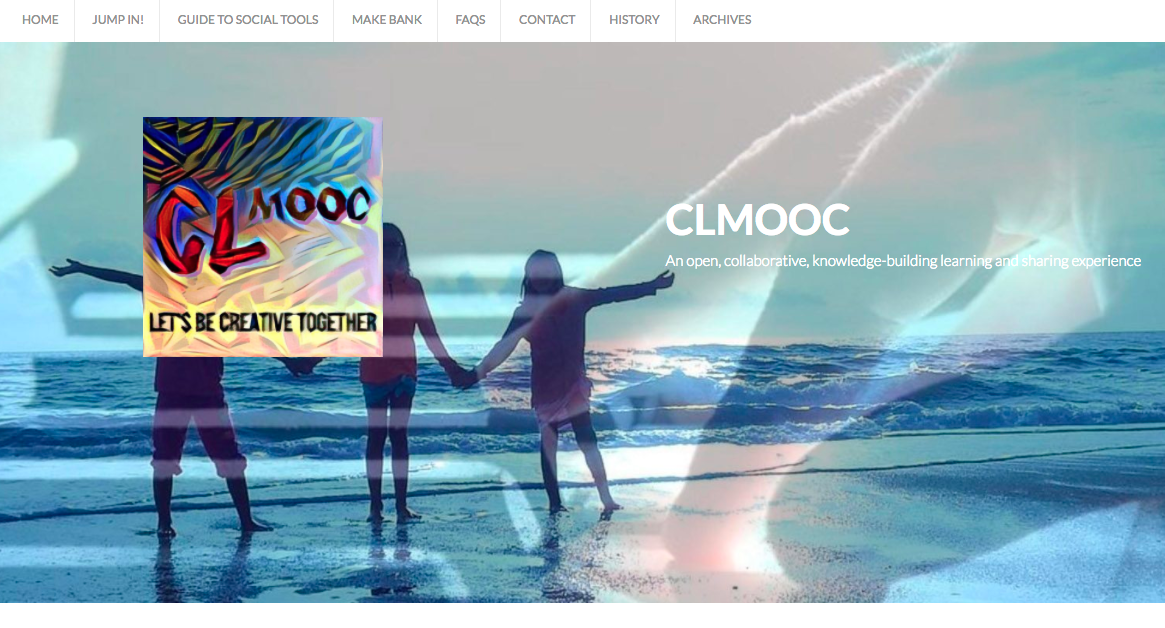 HOME JUMP IN! GUIDE TO SOCIAL TOOLS MAKE BANK FAQS CONTACT HISTORY ARCHIVES
CL MOOC
LET'S BE CREATIVE TOGETHER
CLMOOC
An open, collaborative, knowledge-building learning and sharing experience